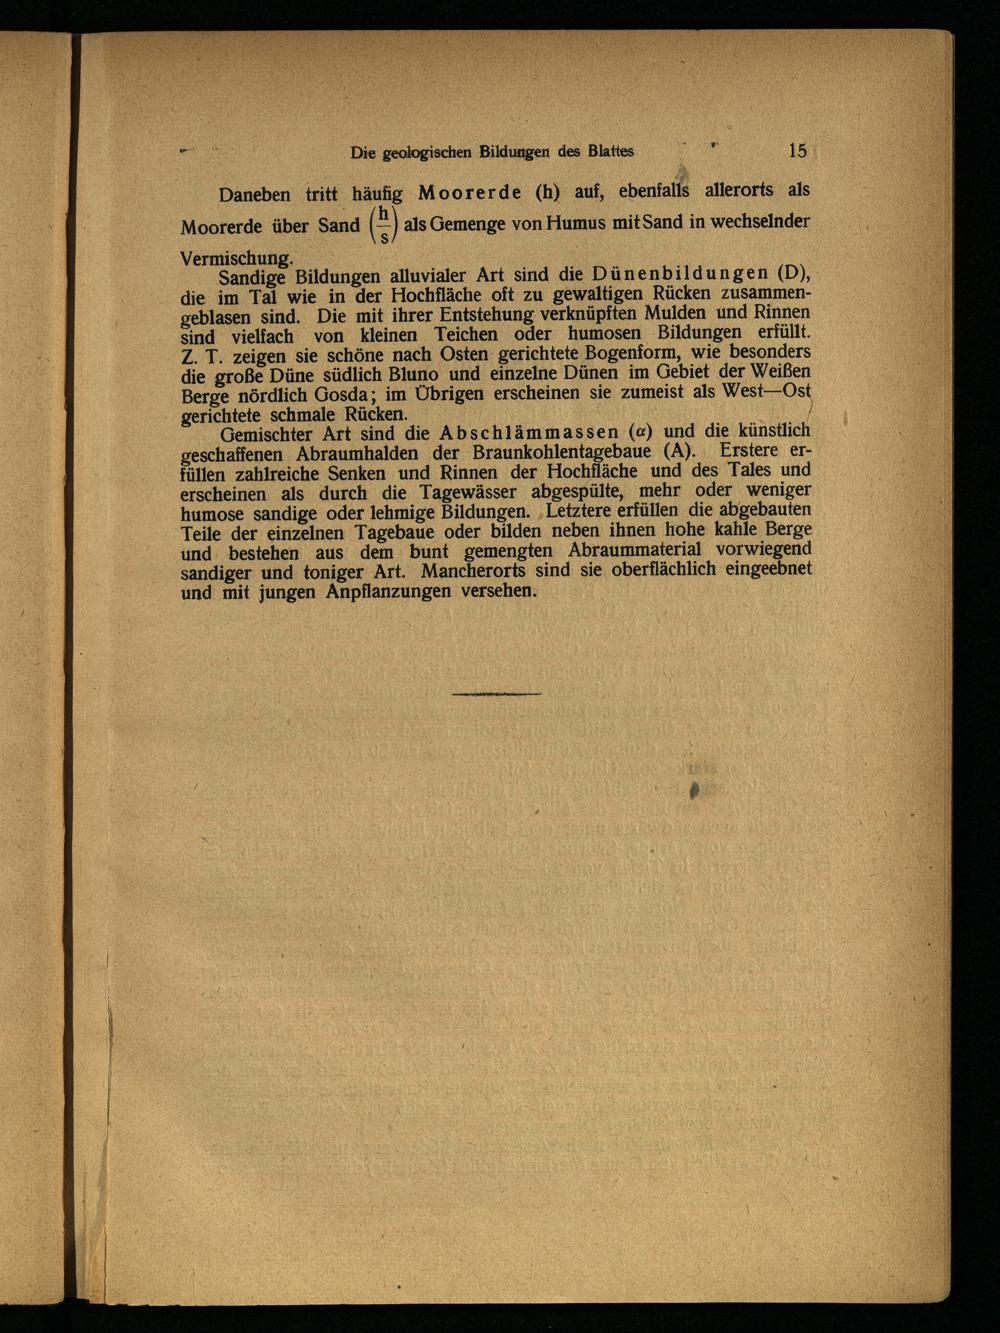 Die geologischen Bildungen des Blattes 15
Daneben tritt häufig Moorerde (h) auf, ebenfalls allerorts als
Moorerde über Sand (h/s) als Gemenge von Humus mit Sand in wechselnder
Vermischung.
Sandige Bildungen alluvialer Art sind die Dünenbildungen (D),
die im Tal wie in der Hochfläche oft zu gewaltigen Rücken zusammen-
geblasen sind. Die mit ihrer Entstehung verknüpften Mulden und Rinnen
sind vielfach von kleinen Teichen oder humosen Bildungen erfüllt.
Z. T. zeigen sie schöne nach Osten gerichtete Bogenform, wie besonders
die große Düne südlich Bluno und einzelne Dünen im Gebiet der Weißen
Berge nördlich Gosda; im Übrigen erscheinen sie zumeist als West—Ost
gerichtete schmale Rücken.
Gemischter Art sind die Abschlämmassen (α) und die künstlich
geschaffenen Abraumhalden der Braunkohlentagebaue (A). Erstere er-
füllen zahlreiche Senken und Rinnen der Hochfläche und des Tales und
erscheinen als durch die Tagewässer abgespülte, mehr oder weniger
humose sandige oder lehmige Bildungen. Letztere erfüllen die abgebauten
Teile der einzelnen Tagebaue oder bilden neben ihnen hohe kahle Berge
und bestehen aus dem bunt gemengten Abraummaterial vorwiegend
sandiger und toniger Art. Mancherorts sind sie oberflächlich eingeebnet
und mit jungen Anpflanzungen versehen.